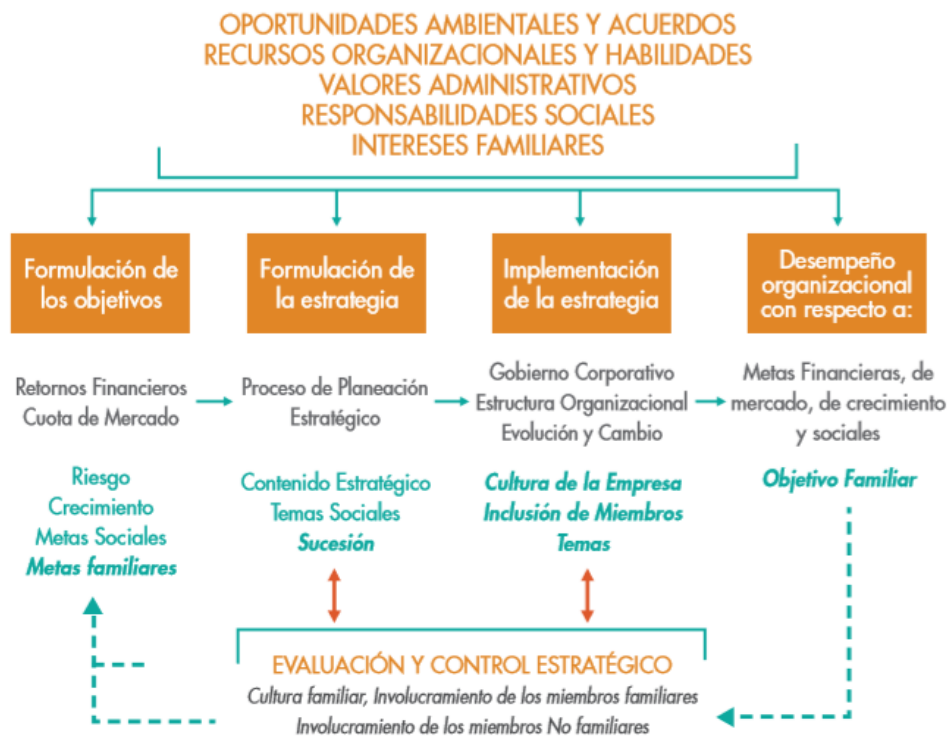 OPORTUNIDADES AMBIENTALES Y ACUERDOS
RECURSOS ORGANIZACIONALES Y HABILIDADES
VALORES ADMINISTRATIVOS
RESPONSABILIDADES SOCIALES
INTERESES FAMILIARES
Formulación de
los objetivos
Formulación de
la estrategia
Implementación
de la estrategia
Desempeño
organizacional
con respecto a:
Retornos Financieros
Cuota de Mercado
Proceso de Planeación
Estratégico
Gobierno Corporativo
Estructura Organizacional
Evolución y Cambio
Metas Financieras, de
mercado, de crecimiento
y sociales
Riesgo
Crecimiento
Metas Sociales
Metas familiares
Contenido Estratégico
Temas Sociales
Sucesión
Cultura de la Empresa
Inclusión de Miembros
Temas
Objetivo Familiar
EVALUACIÓN Y CONTROL ESTRATÉGICO
Cultura familiar, Involucramiento de los miembros familiares
Involucramiento de los miembros No familiares